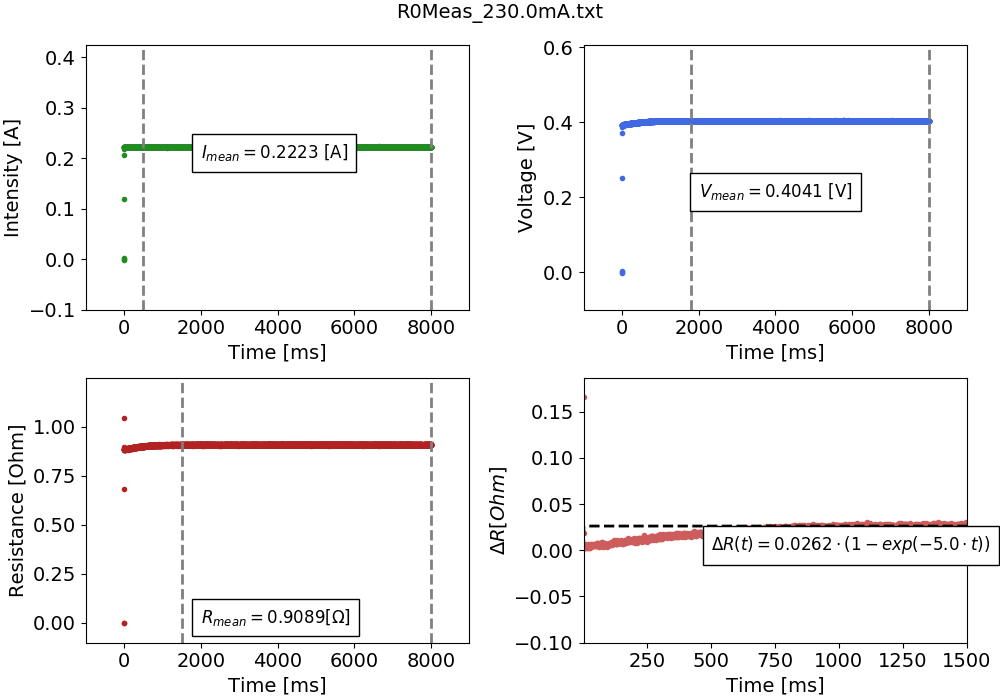 R0Meas_230.0mA.txt
Intensity [A]
0.4
0.3
0.2
0.1
0.0
−0.1
I_mean = 0.2223 [A]
0 2000 4000 6000 8000
Time [ms]
Voltage [V]
0.6
0.4
0.2
0.0
V_mean = 0.4041 [V]
0 2000 4000 6000 8000
Time [ms]
Resistance [Ohm]
1.00
0.75
0.50
0.25
0.00
R_mean = 0.9089[Ω]
0 2000 4000 6000 8000
Time [ms]
ΔR[Ohm]
0.15
0.10
0.05
0.00
−0.05
−0.10
ΔR(t) = 0.0262 · (1 − exp(−5.0 · t))
250 500 750 1000 1250 1500
Time [ms]